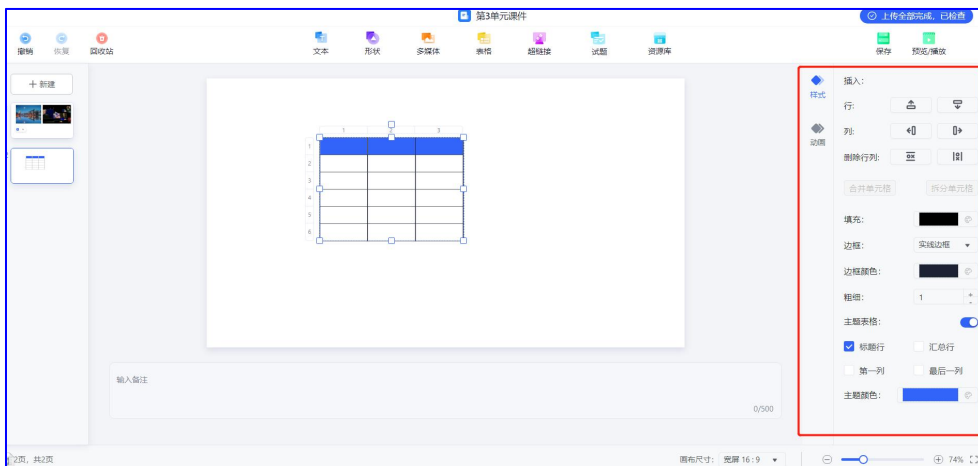 第3单元课件
上传全部完成，已检查
撤销 恢复 回收站 文本 形状 多媒体 表格 超链接 试题 资源库 保存 预览/播放
+ 新建
样式
动画
插入：
行：
列：
删除行列：
合并单元格 拆分单元格
填充：
边框： 实线边框
边框颜色：
粗细： 1
主题表格：
标题行 汇总行
第一列 最后一列
主题颜色：
1 2 3
1
2
3
4
5
6
输入备注
0/500
2页，共2页
画布尺寸： 宽屏 16：9
74%